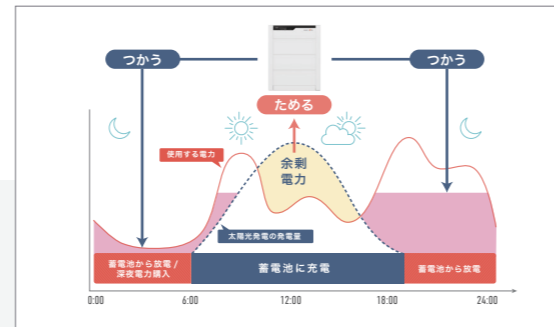 つかう
つかう
ためる
使用する電力
余剰
電力
太陽光発電の発電量
蓄電池から放電 /
深夜電力購入
蓄電池に充電
蓄電池から放電
0:00
6:00
12:00
18:00
24:00